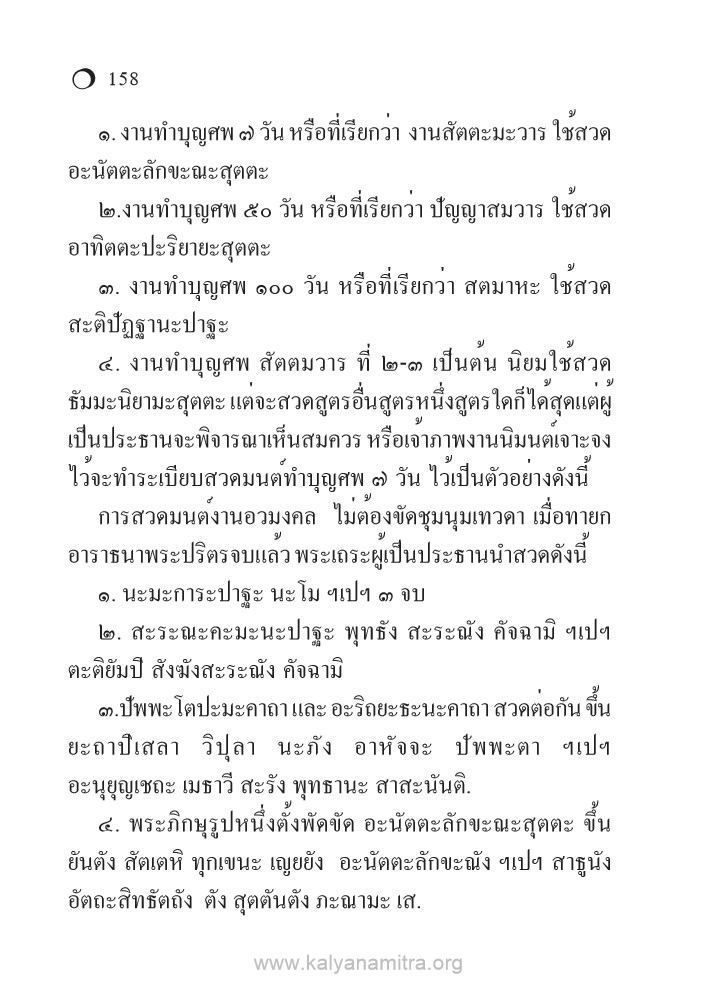 158
๑. งานทำบุญศพ ๗ วัน หรือที่เรียกว่า งานสัตตะมะวาร ใช้สวด
อะนัตตะลักขะณะสุตตะ
๒.งานทำบุญศพ ๕๐ วัน หรือที่เรียกว่า ปัญญาสมวาร ใช้สวด
อาทิตตะปะริยายะสุตตะ
๓. งานทำบุญศพ ๑๐๐ วัน หรือที่เรียกว่า สตมาหะ ใช้สวด
สะติปัฏฐานะปาฐะ
๔. งานทำบุญศพ สัตตมวาร ที่ ๒-๓ เป็นต้น นิยมใช้สวด
ธัมมะนิยามะสุตตะ แต่จะสวดสูตรอื่นสูตรหนึ่งสูตรใดก็ได้สุดแต่ผู้
เป็นประธานจะพิจารณาเห็นสมควร หรือเจ้าภาพงานนิมนต์เจาะจง
ไว้จะทำระเบียบสวดมนต์ทำบุญศพ ๗ วัน ไว้เป็นตัวอย่างดังนี้
การสวดมนต์งานอวมงคล ไม่ต้องขัดชุมนุมเทวดา เมื่อทายก
อาราธนาพระปริตรจบแล้ว พระเถระผู้เป็นประธานนำสวดดังนี้
๑. นะมะการะปาฐะ นะโม ฯเปฯ ๓ จบ
๒. สะระณะคะมะนะปาฐะ พุทธัง สะระณัง คัจฉามิ ฯเปฯ
ตะติยัมปิ สังฆังสะระณัง คัจฉามิ
๓.ปัพพะโตปะมะคาถา และ อะริถยะธะนะคาถา สวดต่อกัน ขึ้น
ยะถาปิเสลา วิปุลา นะภัง อาหัจจะ ปัพพะตา ฯเปฯ
อะนุยุญเชถะ เมธาวี สะรัง พุทธานะ สาสะนันติ.
๔. พระภิกษุรูปหนึ่งตั้งพัดขัด อะนัตตะลักขะณะสุตตะ ขึ้น
ยันตัง สัตเตหิ ทุกเขนะ เญยยัง อะนัตตะลักขะณัง ฯเปฯ สาธูนัง
อัตถะสิทธัตถัง ตัง สุตตันตัง ภะณามะ เส.
www.kalyanamitra.org